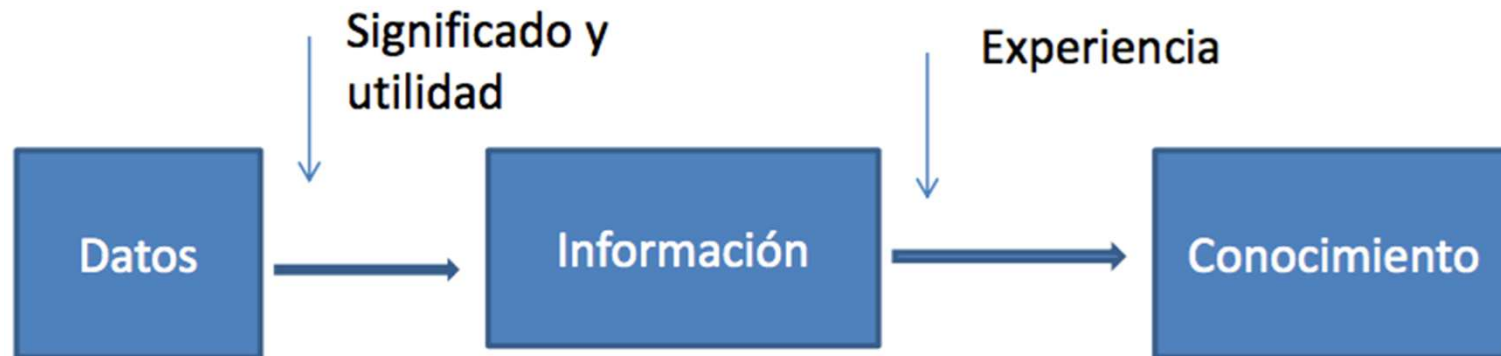 Significado y
utilidad
Experiencia
Datos
Información
Conocimiento